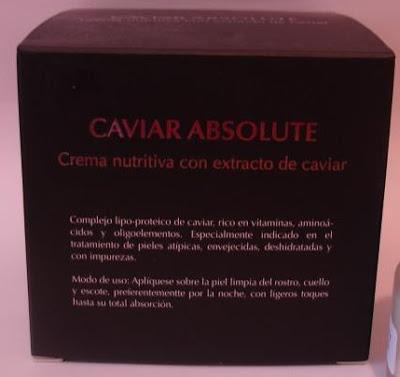 CAVIAR ABSOLUTE
Crema nutritiva con extracto de caviar
Complejo lipo-proteico de caviar, rico en vitaminas, aminoá-
cidos y oligoelementos. Especialmente indicado en el
tratamiento de pieles atípicas, envejecidas, deshidratadas y
con impurezas.
Modo de uso: Aplíquese sobre la piel limpia del rostro, cuello
y escote, preferentemettte por la noche, con ligeros toques
hasta su total absorción.